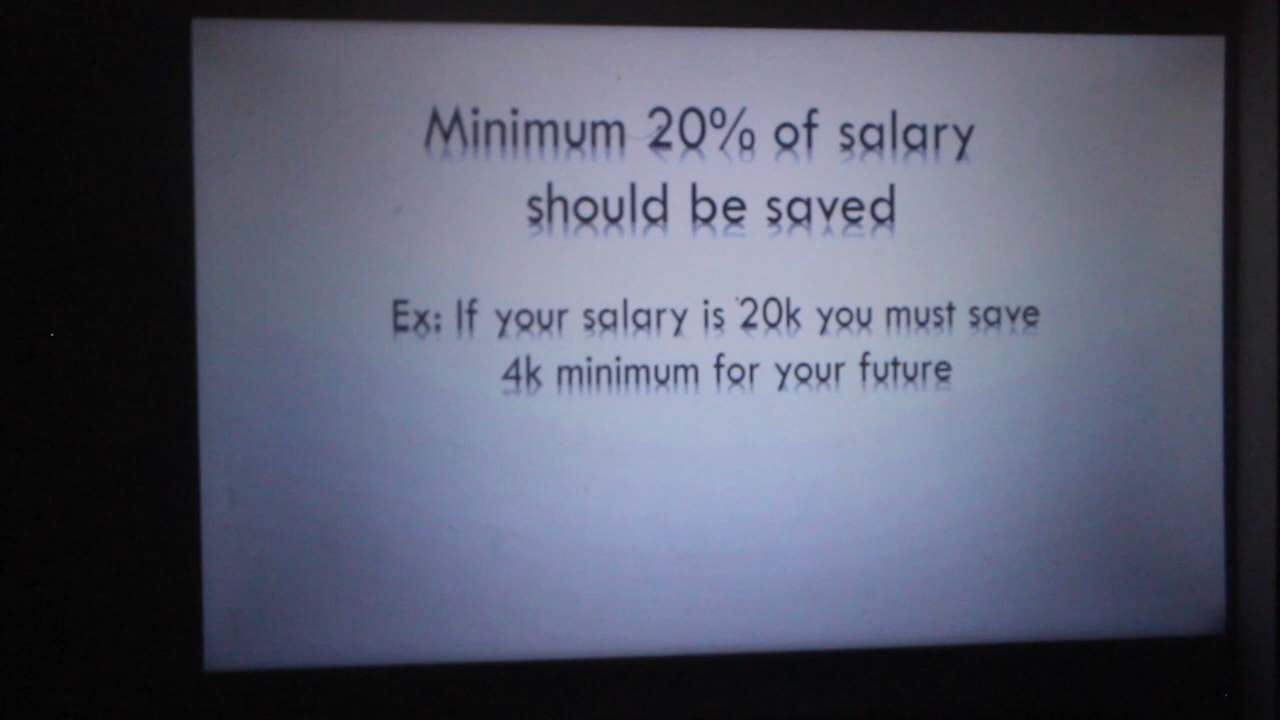 Minimum 20% of salary
should be saved
Ex: If your salary is 20k you must save
4k minimum for your future